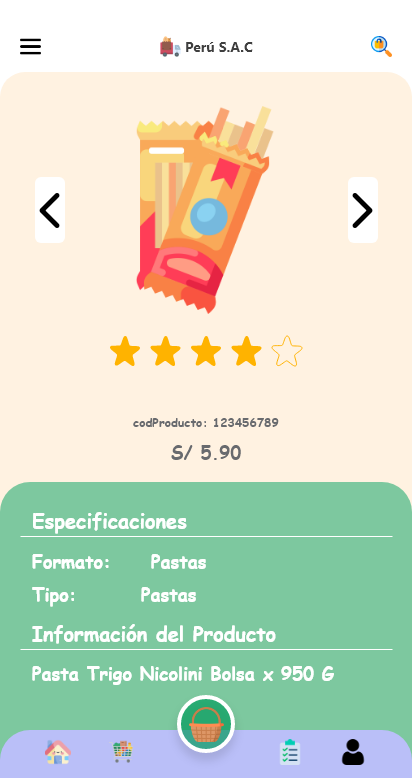 Perú S.A.C
codProducto: 123456789
S/ 5.90
Especificaciones
Formato: Pastas
Tipo: Pastas
Información del Producto
Pasta Trigo Nicolini Bolsa x 950 G